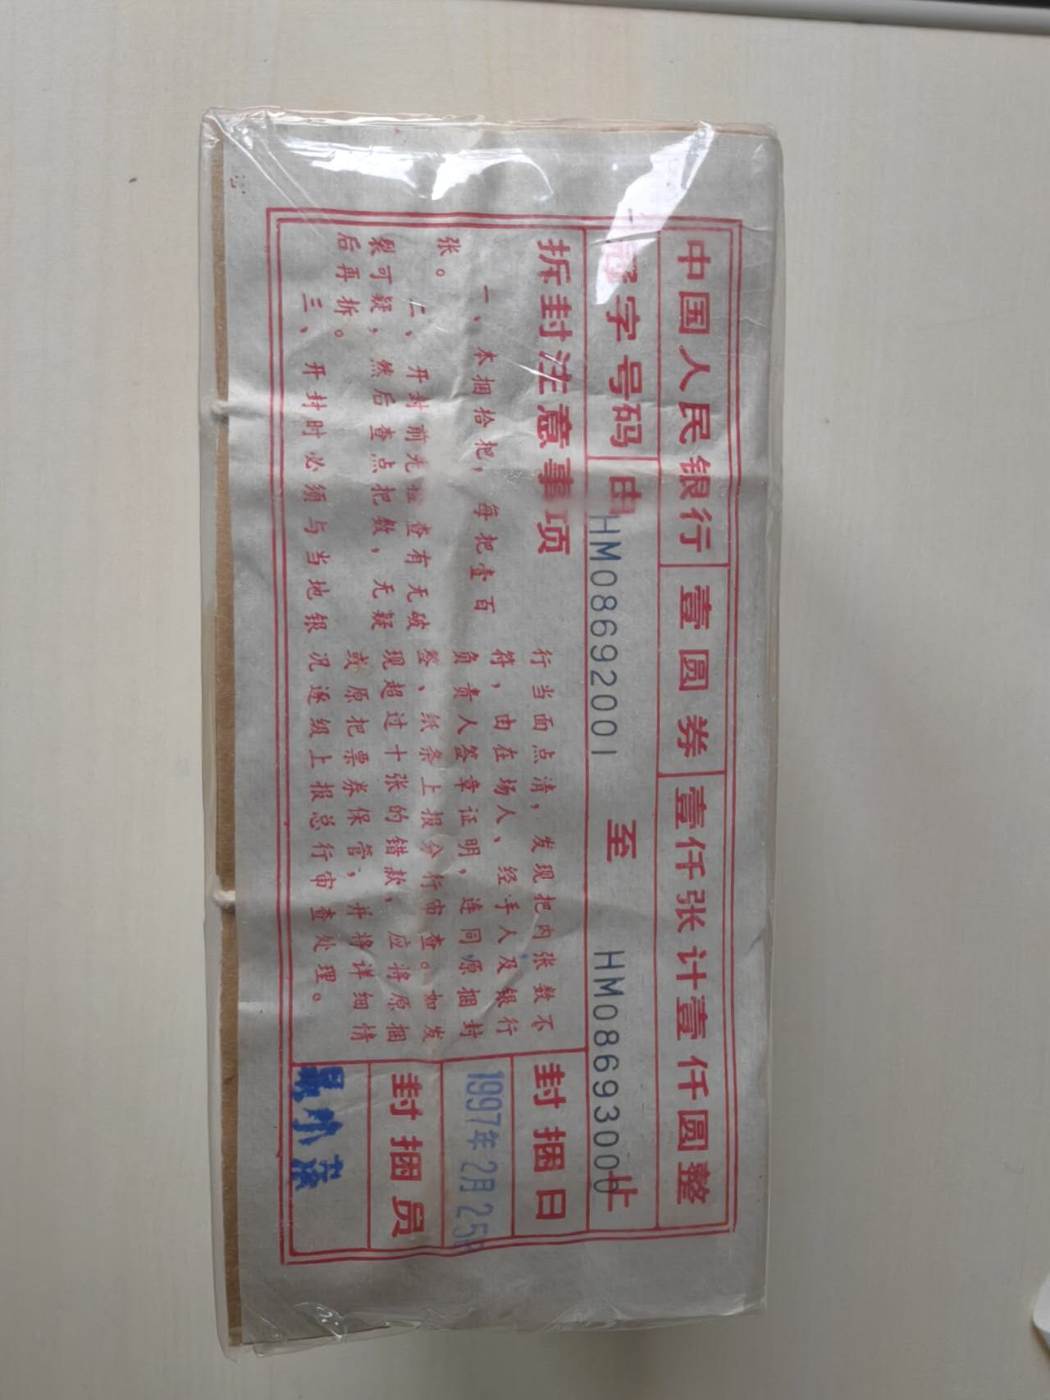 中国人民银行 壹圆券 壹仟张计壹仟圆整
字号码 由 HM08692001 至 HM08693000 止
拆封注意事项
一、本捆拾把，每把壹百
张。
二、开封前先检查有无破
裂可疑，然后查点把数，无疑
后再拆。
三、开封时必须与当地银
行当面点清，发现把内张数不
符，由在场人、经手人及银行
负责人签章证明，连同原捆封
签、纸条上报分行审查。如发
现超过十张的错款，应将原捆
或原把票券保管，并将详细情
况逐级上报总行审查处理。
封捆日
1997年2月25
封捆员